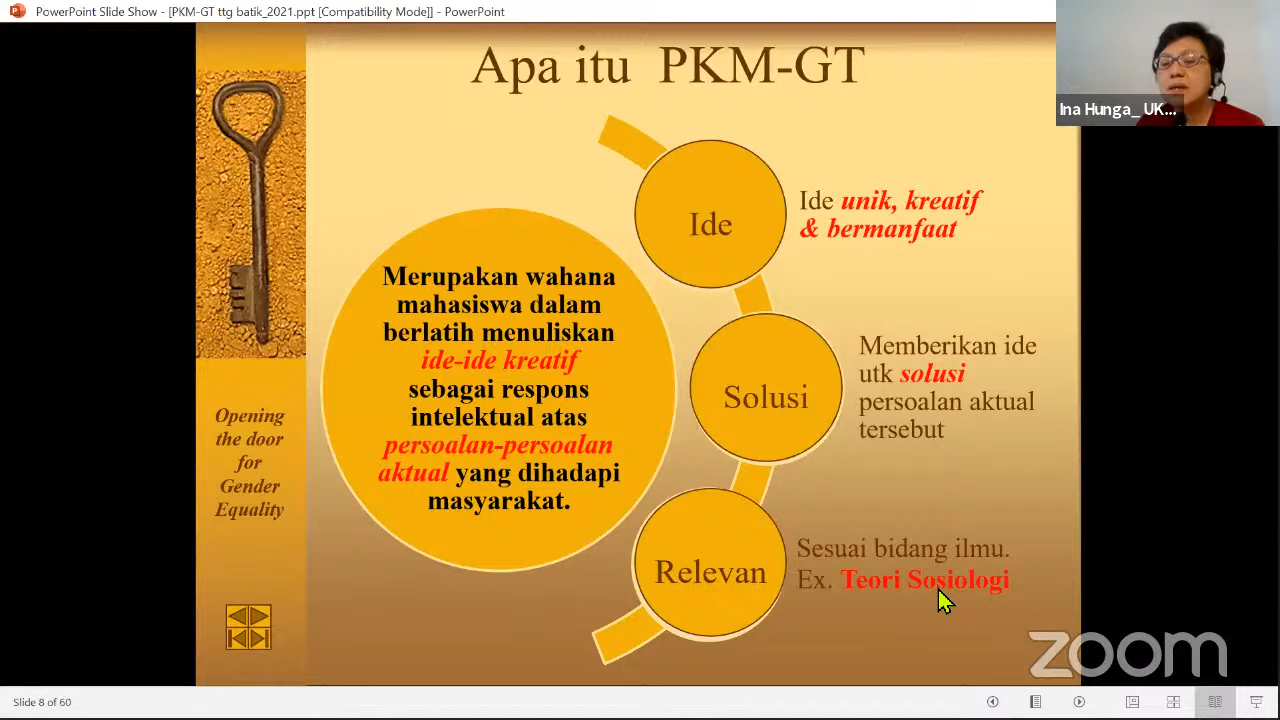 PowerPoint Slide Show - [PKM-GT ttg batik_2021.ppt [Compatibility Mode]] - PowerPoint
Apa itu PKM-GT
Ina Hunga_ UK...
Ide
Ide unik, kreatif
& bermanfaat
Merupakan wahana
mahasiswa dalam
berlatih menuliskan
ide-ide kreatif
sebagai respons
intelektual atas
persoalan-persoalan
aktual yang dihadapi
masyarakat.
Solusi
Memberikan ide
utk solusi
persoalan aktual
tersebut
Opening
the door
for
Gender
Equality
Relevan
Sesuai bidang ilmu.
Ex. Teori Sosiologi
zoom
Slide 8 of 60